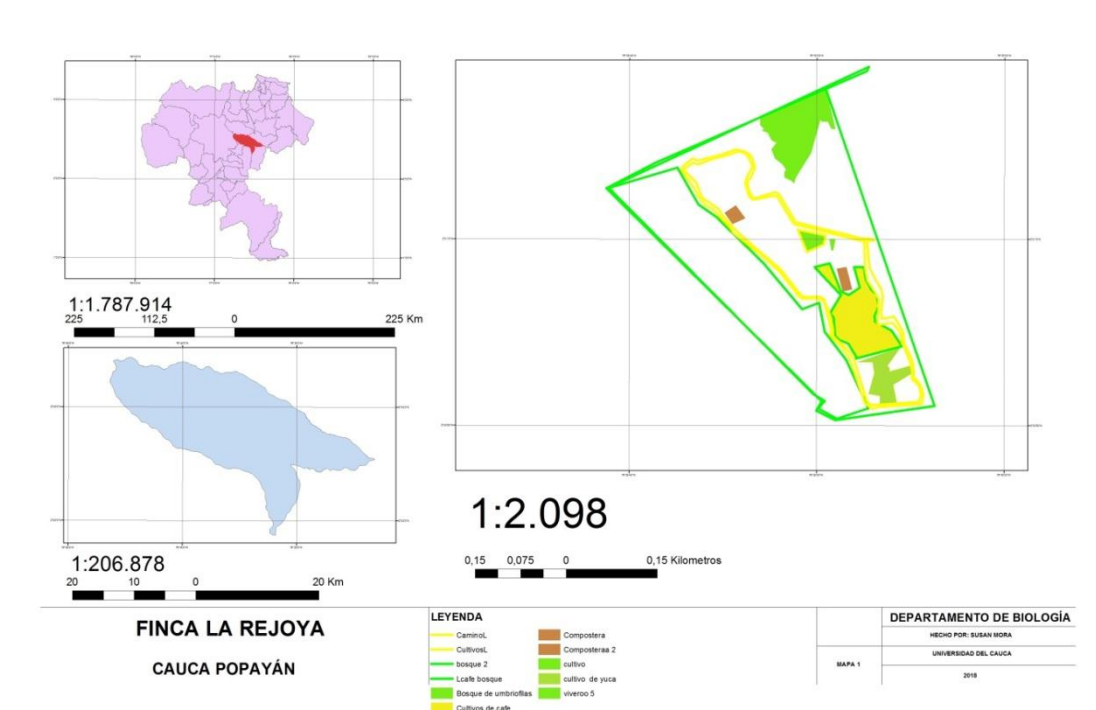 1:1.787.914
225 112,5 0 225 Km
1:206.878
20 10 0 20 Km
1:2.098
0,15 0,075 0 0,15 Kilometros
FINCA LA REJOYA
CAUCA POPAYÁN
LEYENDA
CaminoL
CultivosL
bosque 2
Lcafe bosque
Bosque de umbriofilas
Cultivos de cafe
Compostera
Composteraa 2
cultivo
cultivo de yuca
viveroo 5
MAPA 1
DEPARTAMENTO DE BIOLOGÍA
HECHO POR: SUSAN MORA
UNIVERSIDAD DEL CAUCA
2018